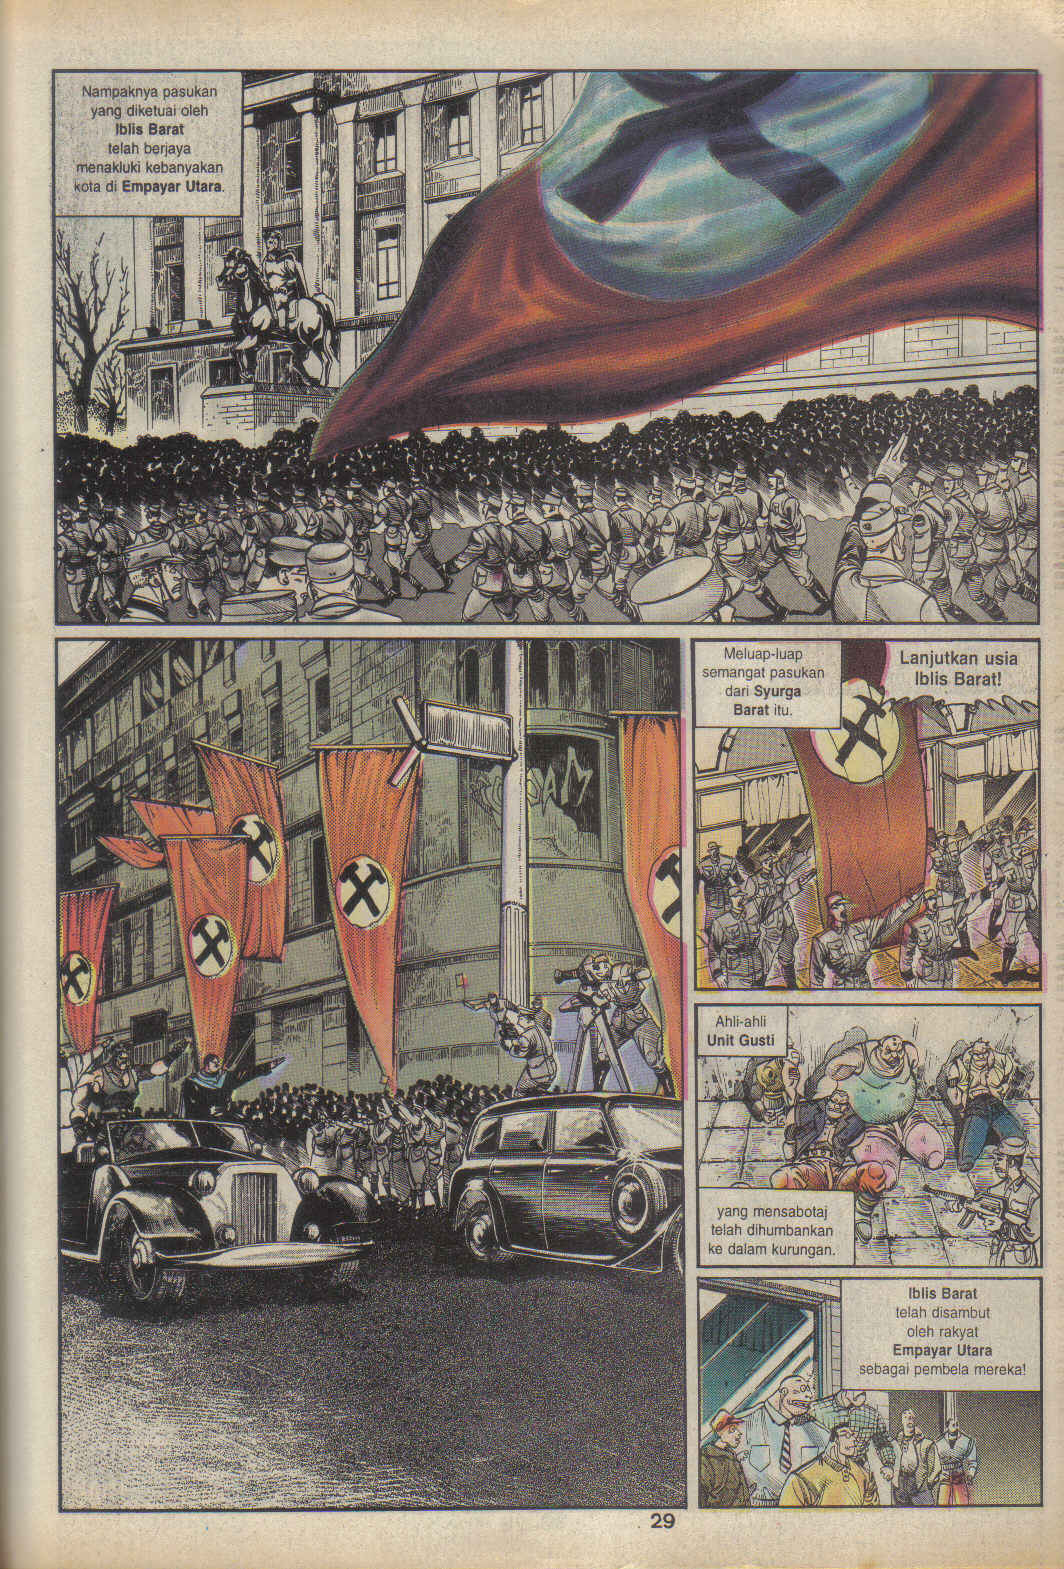 Nampaknya pasukan
yang diketuai oleh
Iblis Barat
telah berjaya
menakluki kebanyakan
kota di Empayar Utara.
Meluap-luap
semangat pasukan
dari Syurga
Barat itu.
Lanjutkan usia
Iblis Barat!
Ahli-ahli
Unit Gusti
yang mensabotaj
telah dihumbankan
ke dalam kurungan.
Iblis Barat
telah disambut
oleh rakyat
Empayar Utara
sebagai pembela mereka!
29